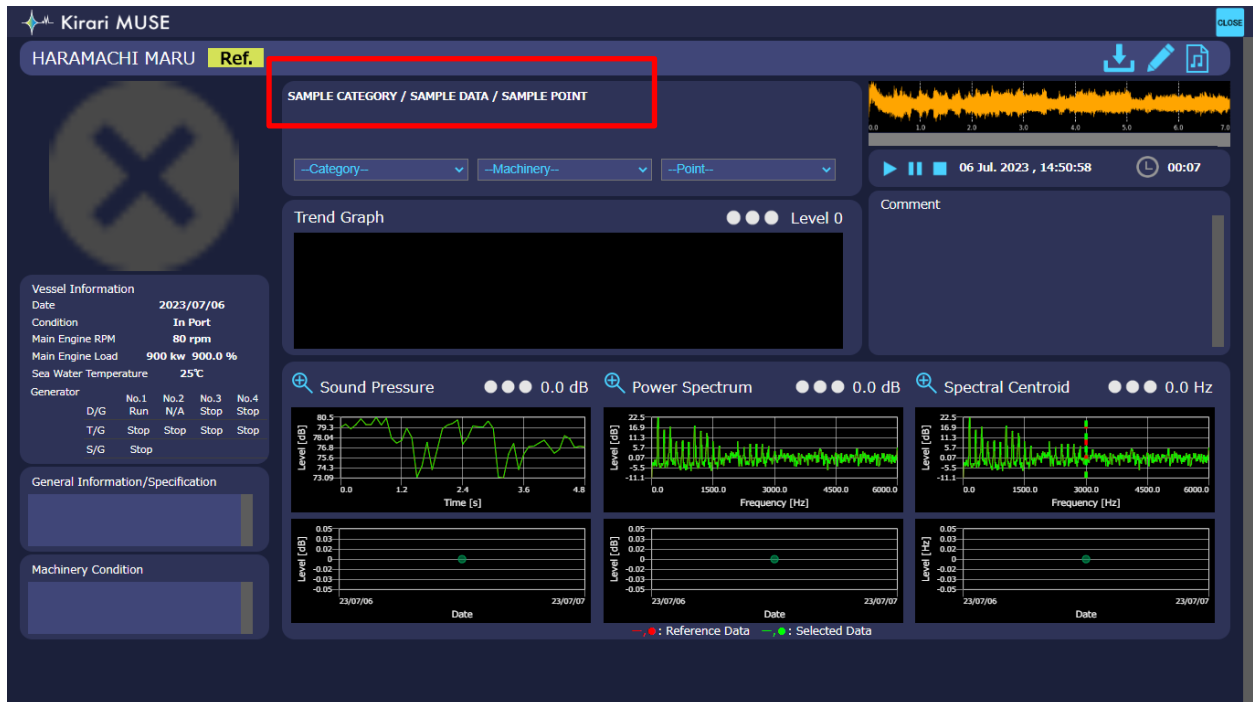 Kirari MUSE
CLOSE
HARAMACHI MARU Ref.
SAMPLE CATEGORY / SAMPLE DATA / SAMPLE POINT
--Category-- --Machinery-- --Point--
0.0 1.0 2.0 3.0 4.0 5.0 6.0 7.0
06 Jul. 2023 , 14:50:58 00:07
Trend Graph Level 0
Comment
Vessel Information
Date 2023/07/06
Condition In Port
Main Engine RPM 80 rpm
Main Engine Load 900 kw 900.0 %
Sea Water Temperature 25℃
Generator
No.1 No.2 No.3 No.4
D/G Run N/A Stop Stop
T/G Stop Stop Stop Stop
S/G Stop
General Information/Specification
Machinery Condition
Sound Pressure 0.0 dB
80.5
79.3
78.04
76.8
75.6
74.3
73.09
Level [dB]
0.0 1.2 2.4 3.6 4.8
Time [s]
0.05
0.03
0.02
0
-0.02
-0.03
-0.05
Level [dB]
23/07/06 23/07/07
Date
Power Spectrum 0.0 dB
22.5
16.9
11.3
5.7
0.07
-5.5
-11.1
Level [dB]
0.0 1500.0 3000.0 4500.0 6000.0
Frequency [Hz]
0.05
0.03
0.02
0
-0.02
-0.03
-0.05
Level [dB]
23/07/06 23/07/07
Date
Spectral Centroid 0.0 Hz
22.5
16.9
11.3
5.7
0.07
-5.5
-11.1
Level [dB]
0.0 1500.0 3000.0 4500.0 6000.0
Frequency [Hz]
0.05
0.03
0.02
0
-0.02
-0.03
-0.05
Level [Hz]
23/07/06 23/07/07
Date
—,●: Reference Data —,●: Selected Data